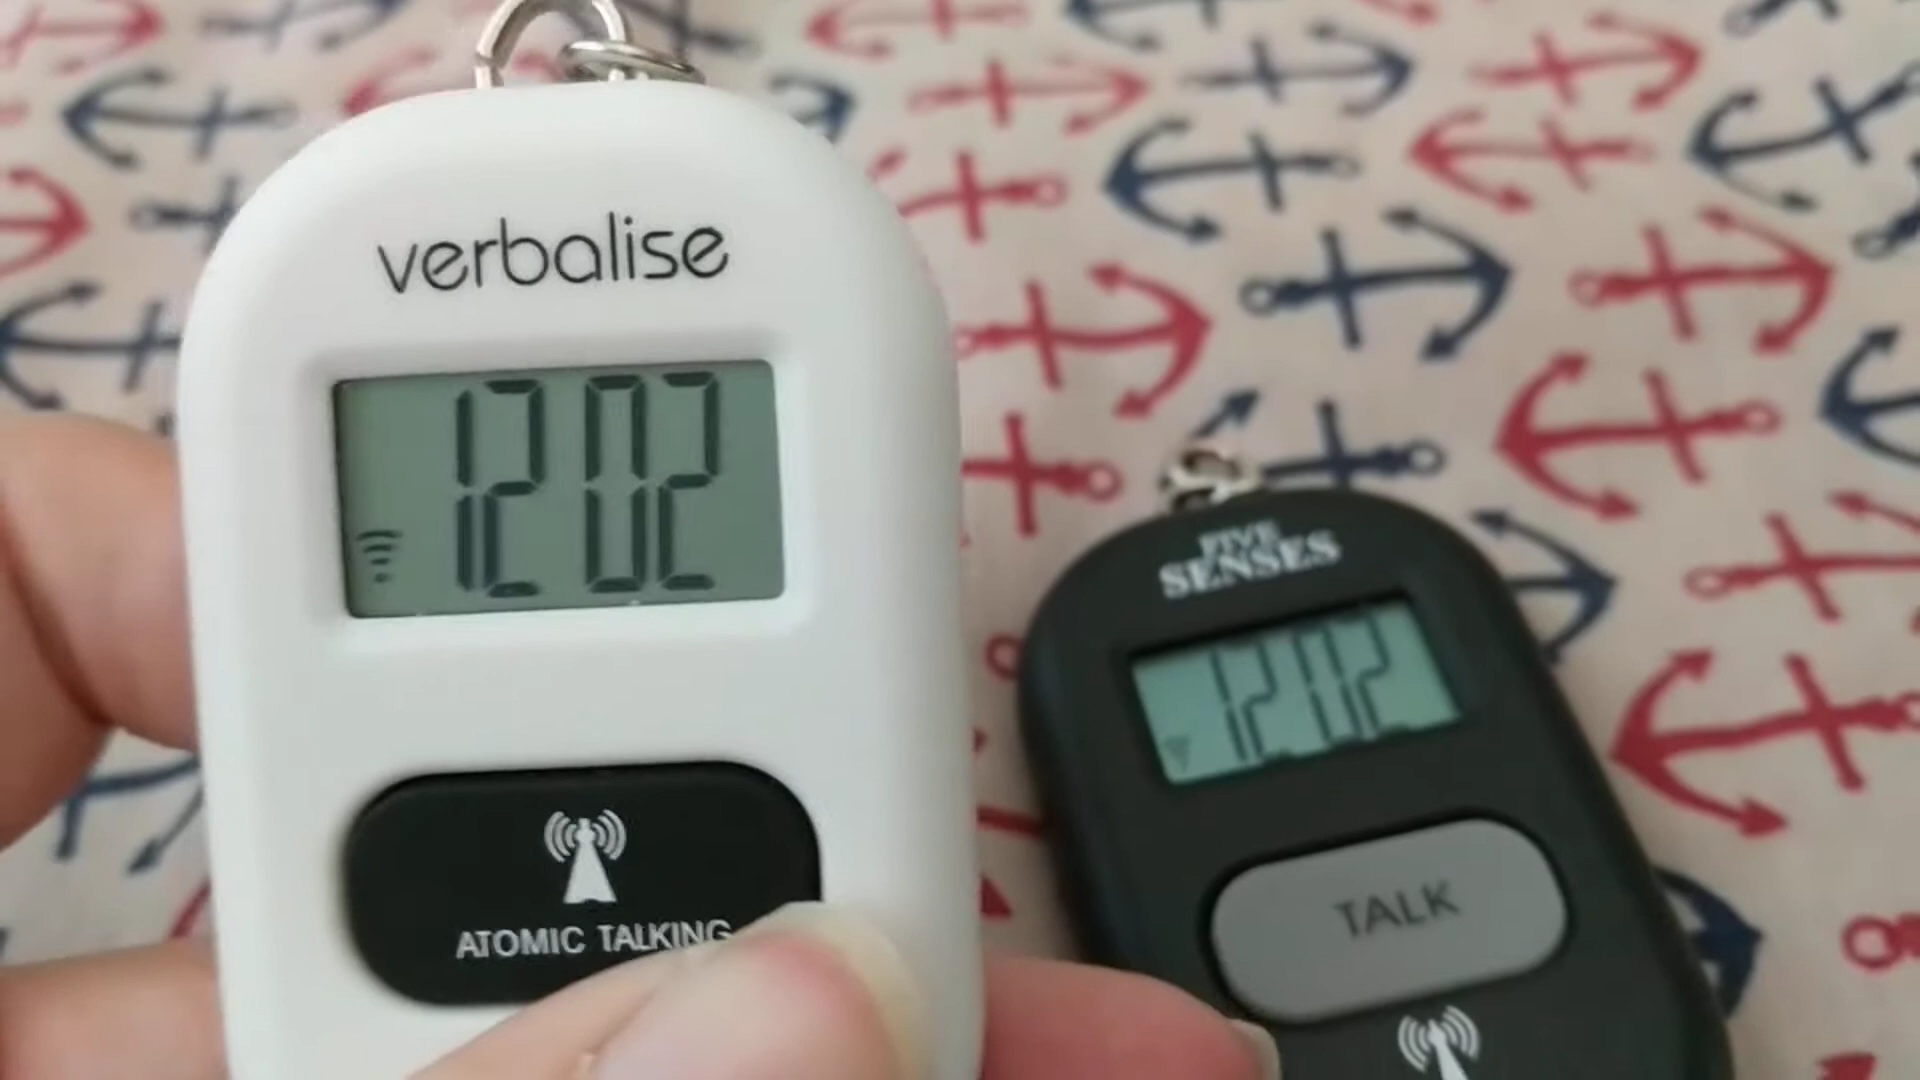 verbalise
12 02
ATOMIC TALKING
FIVE
SENSES
12 02
TALK